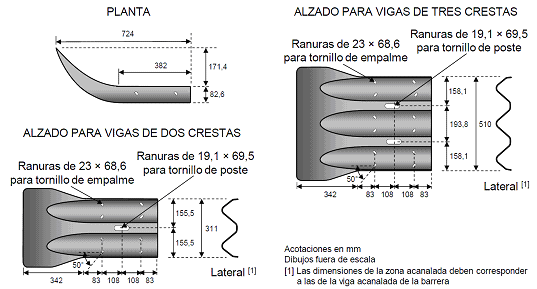 PLANTA
724
382
171,4
82,6
ALZADO PARA VIGAS DE DOS CRESTAS
Ranuras de 19,1 × 69,5
para tornillo de poste
Ranuras de 23 × 68,6
para tornillo de empalme
155,5
311
155,5
50°
342
83
108
108
83
Lateral [1]
ALZADO PARA VIGAS DE TRES CRESTAS
Ranuras de 19,1 × 69,5
para tornillo de poste
Ranuras de 23 × 68,6
para tornillo de empalme
158,1
193,8
510
158,1
50°
342
83
108
108
83
Lateral [1]
Acotaciones en mm
Dibujos fuera de escala
[1] Las dimensiones de la zona acanalada deben corresponder
a las de la viga acanalada de la barrera